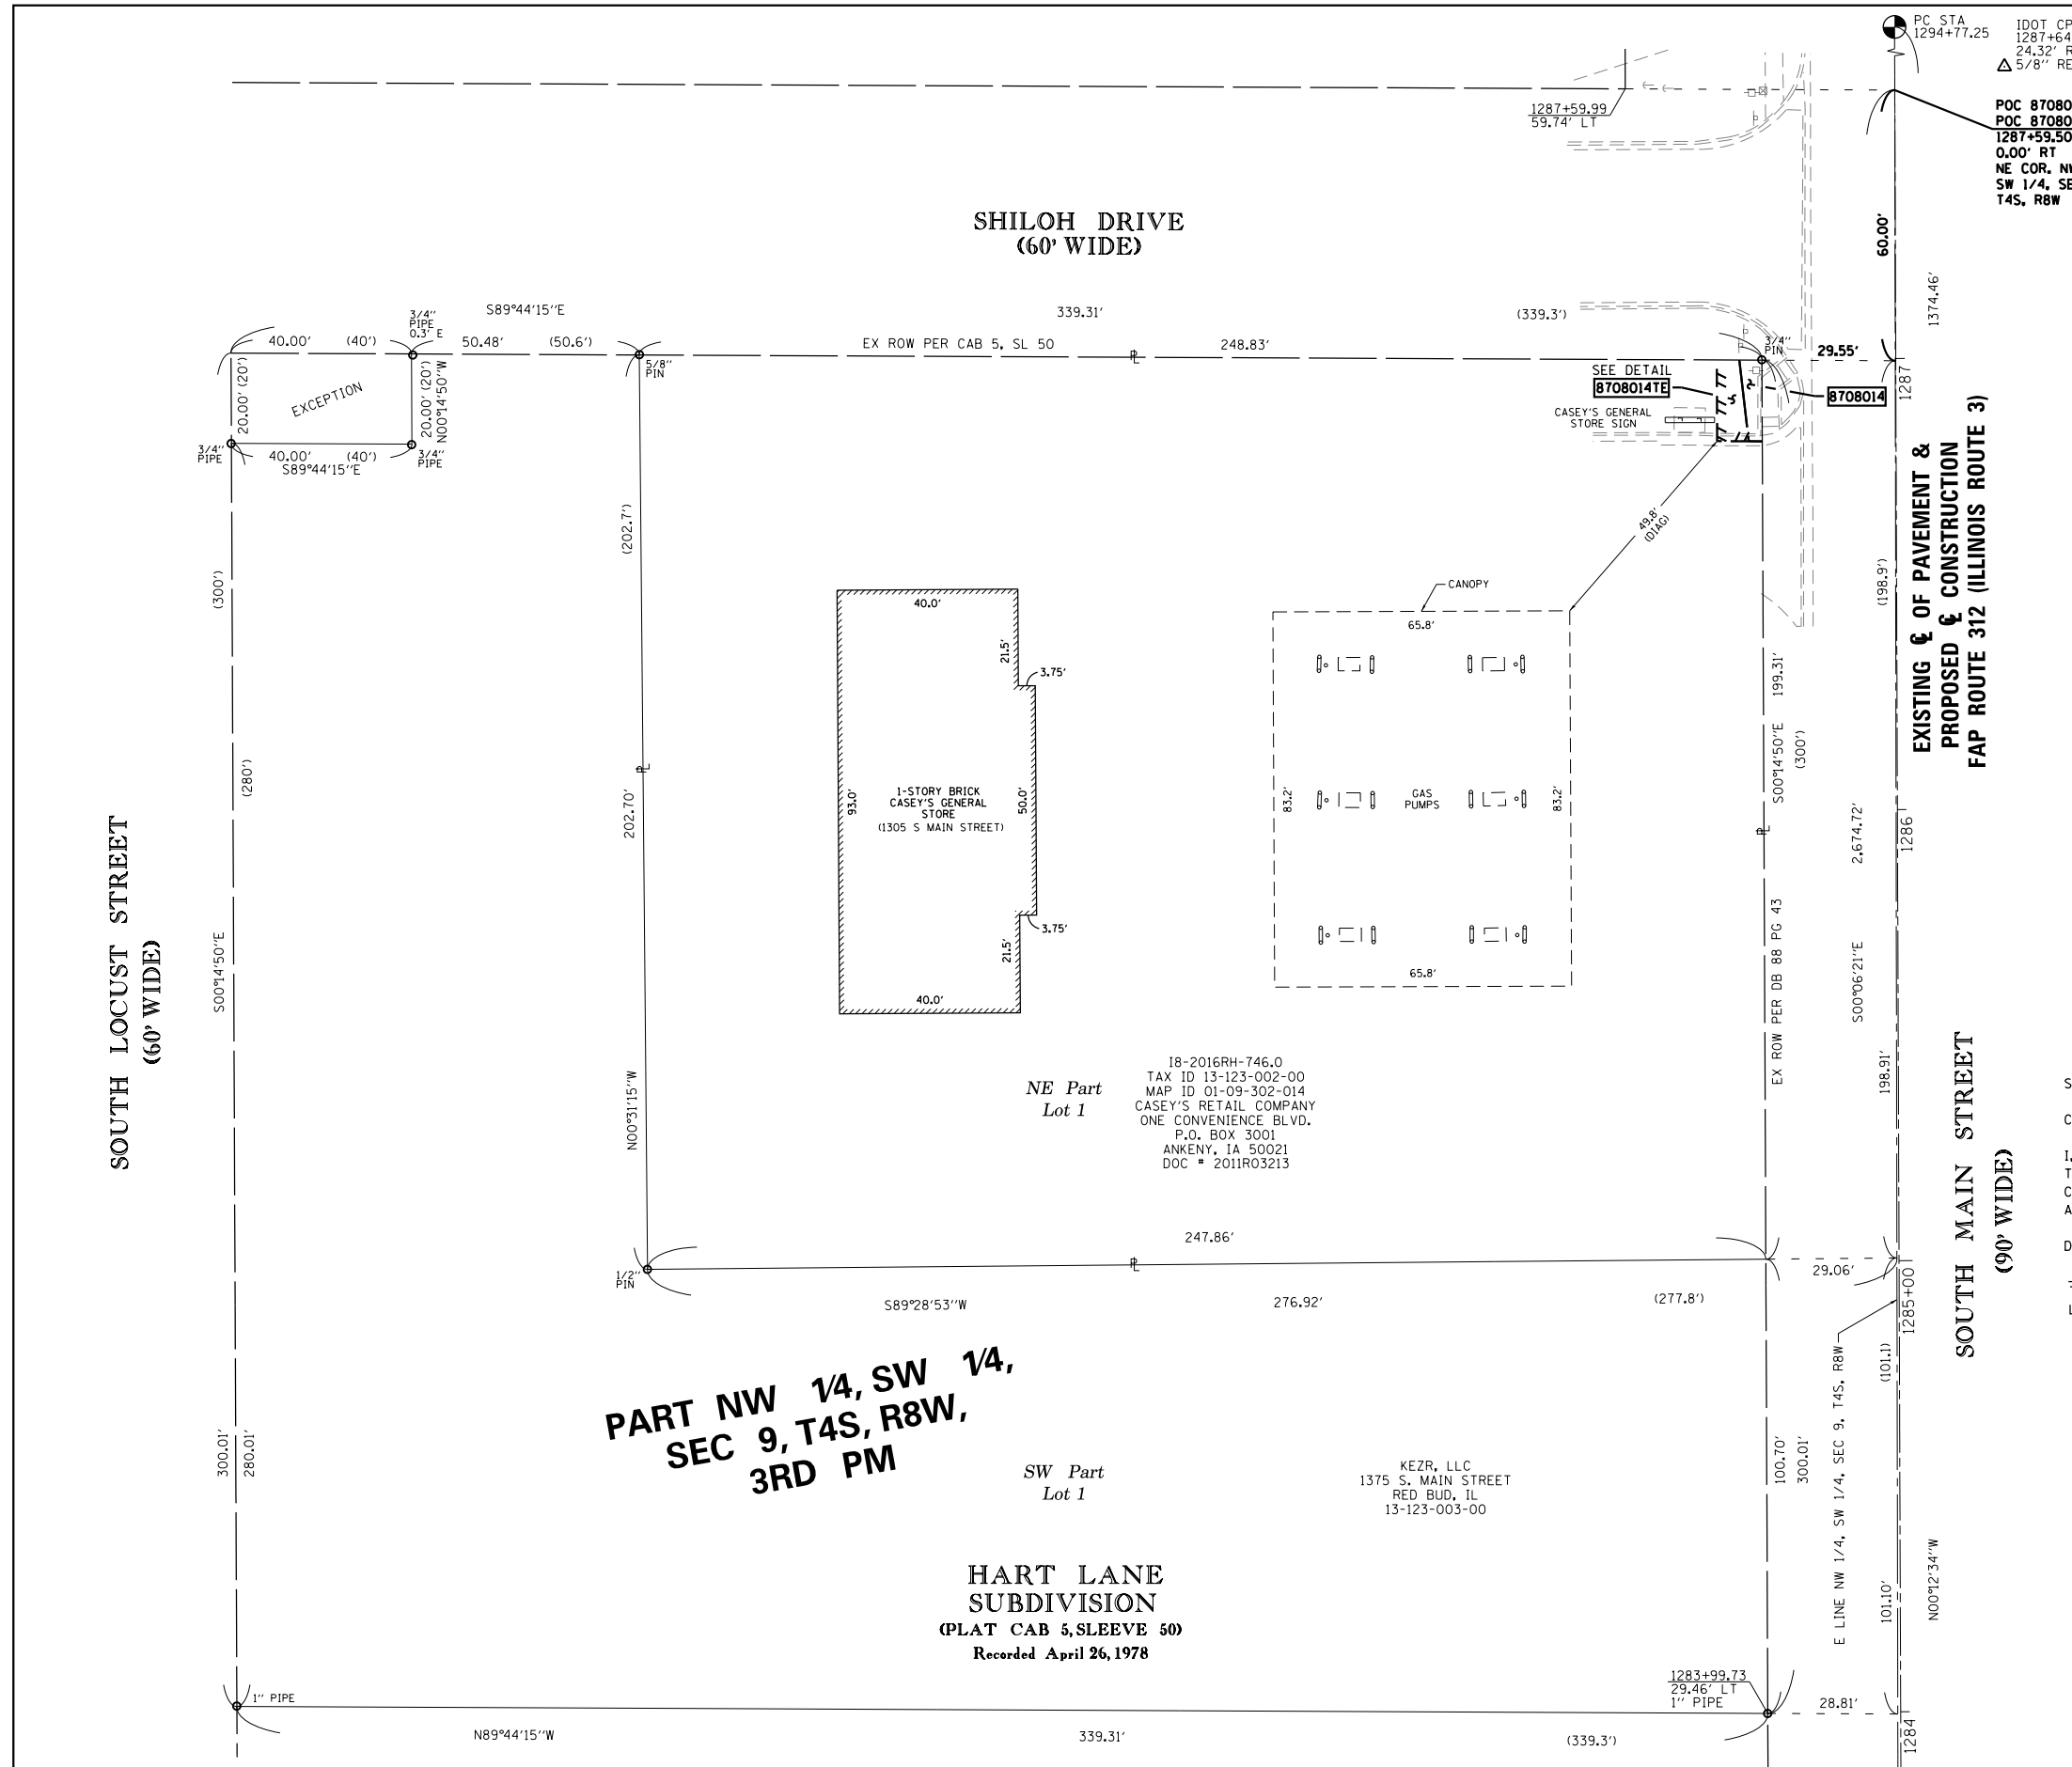 PC STA
1294+77.25
IDOT CP
1287+64
24.32' R
5/8" RE
POC 87080
POC 87080
1287+59.50
0.00' RT
NE COR. NW
SW 1/4, SE
T4S, R8W
1287+59.99
59.74' LT
60.00'
1374.46'
SHILOH DRIVE
(60' WIDE)
S89°44'15"E
339.31'
(339.3')
3/4"
PIPE
0.3' E
40.00' (40')
50.48' (50.6')
EX ROW PER CAB 5, SL 50
℄
248.83'
3/4"
PIN
29.55'
5/8"
PIN
20.00' (20')
EXCEPTION
20.00' (20')
N00°14'50"W
SEE DETAIL
8708014TE
8708014
1287
CASEY'S GENERAL
STORE SIGN
3/4"
PIPE
40.00' (40')
S89°44'15"E
3/4"
PIPE
EXISTING ℄ OF PAVEMENT &
PROPOSED ℄ CONSTRUCTION
FAP ROUTE 312 (ILLINOIS ROUTE 3)
49.8'
(DIAG)
(202.7')
(300')
(198.9')
CANOPY
65.8'
40.0'
21.5'
3.75'
199.31'
S00°14'50"E
(300')
(280')
202.70'
93.0'
1-STORY BRICK
CASEY'S GENERAL
STORE
(1305 S MAIN STREET)
50.0'
83.2'
GAS
PUMPS
83.2'
2,674.72'
1286
SOUTH LOCUST STREET
(60' WIDE)
S00°14'50"E
3.75'
21.5'
40.0'
65.8'
EX ROW PER DB 88 PG 43
S00°06'21"E
198.91'
N00°31'15"W
NE Part
Lot 1
I8-2016RH-746.0
TAX ID 13-123-002-00
MAP ID 01-09-302-014
CASEY'S RETAIL COMPANY
ONE CONVENIENCE BLVD.
P.O. BOX 3001
ANKENY, IA 50021
DOC # 2011R03213
SOUTH MAIN STREET
(90' WIDE)
S
C
I,
T
C
A
D
L
247.86'
1/2"
PIN
29.06'
S89°28'53"W
276.92'
(277.8')
1285+00
PART NW 1/4, SW 1/4,
SEC 9, T4S, R8W,
3RD PM
(101.1)
E LINE NW 1/4, SW 1/4, SEC 9, T4S, R8W
300.01'
280.01'
SW Part
Lot 1
KEZR, LLC
1375 S. MAIN STREET
RED BUD, IL
13-123-003-00
100.70'
300.01'
HART LANE
SUBDIVISION
(PLAT CAB 5, SLEEVE 50)
Recorded April 26, 1978
101.10'
N00°12'34"W
1283+99.73
29.46' LT
1" PIPE
28.81'
1" PIPE
N89°44'15"W
339.31'
(339.3')
1284